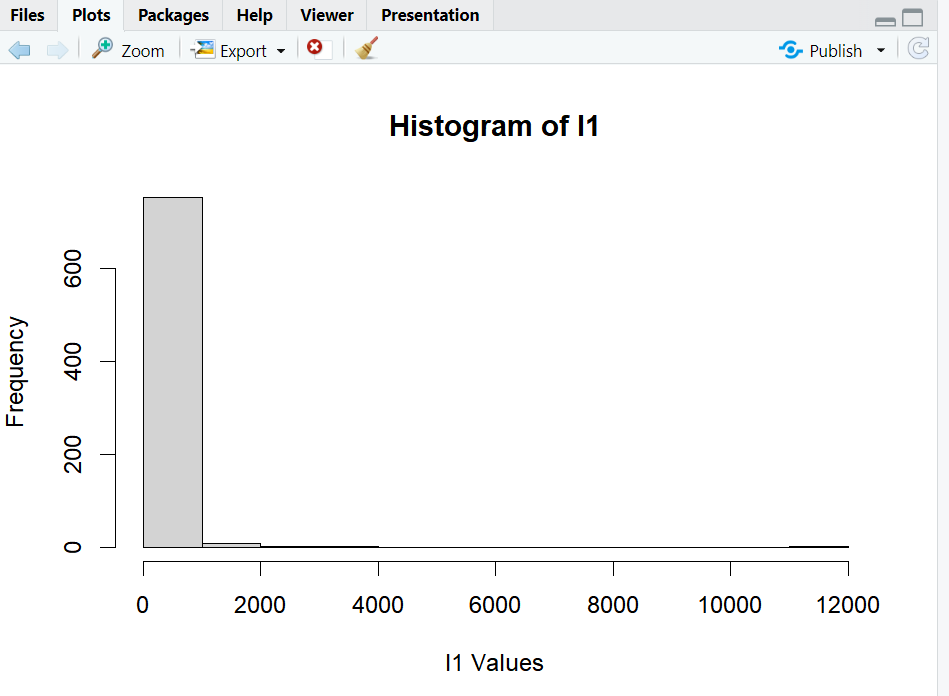 Files Plots Packages Help Viewer Presentation
Zoom Export Publish
Histogram of I1
Frequency
600
400
200
0
0 2000 4000 6000 8000 10000 12000
I1 Values